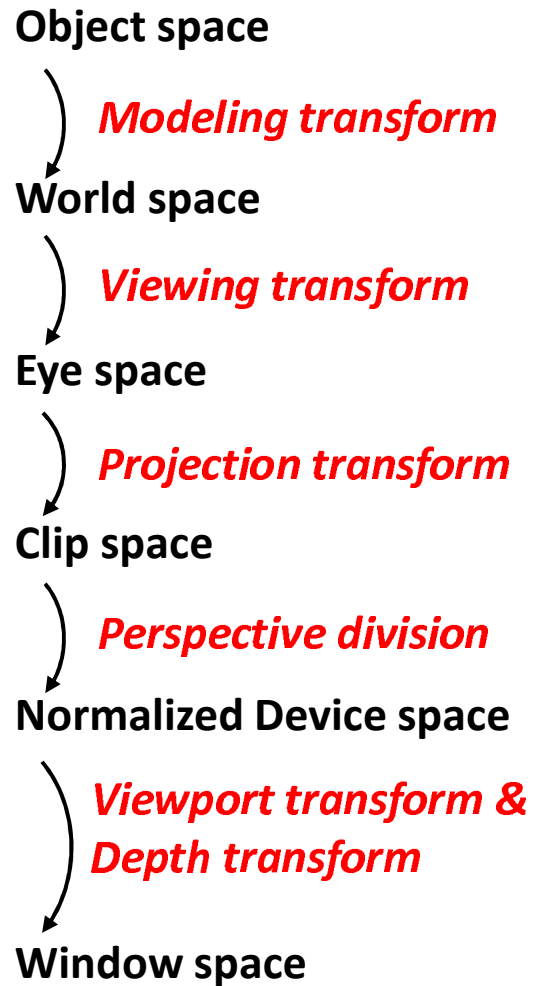 Object space
Modeling transform
World space
Viewing transform
Eye space
Projection transform
Clip space
Perspective division
Normalized Device space
Viewport transform &
Depth transform
Window space